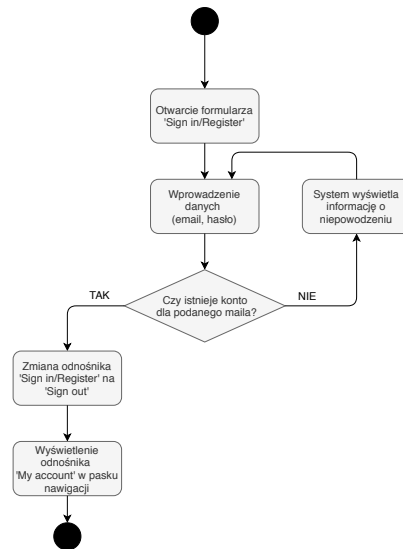 Otwarcie formularza
'Sign in/Register'
Wprowadzenie
danych
(email, hasło)
System wyświetla
informację o
niepowodzeniu
Czy istnieje konto
dla podanego maila?
TAK
NIE
Zmiana odnośnika
'Sign in/Register' na
'Sign out'
Wyświetlenie
odnośnika
'My account' w pasku
nawigacji